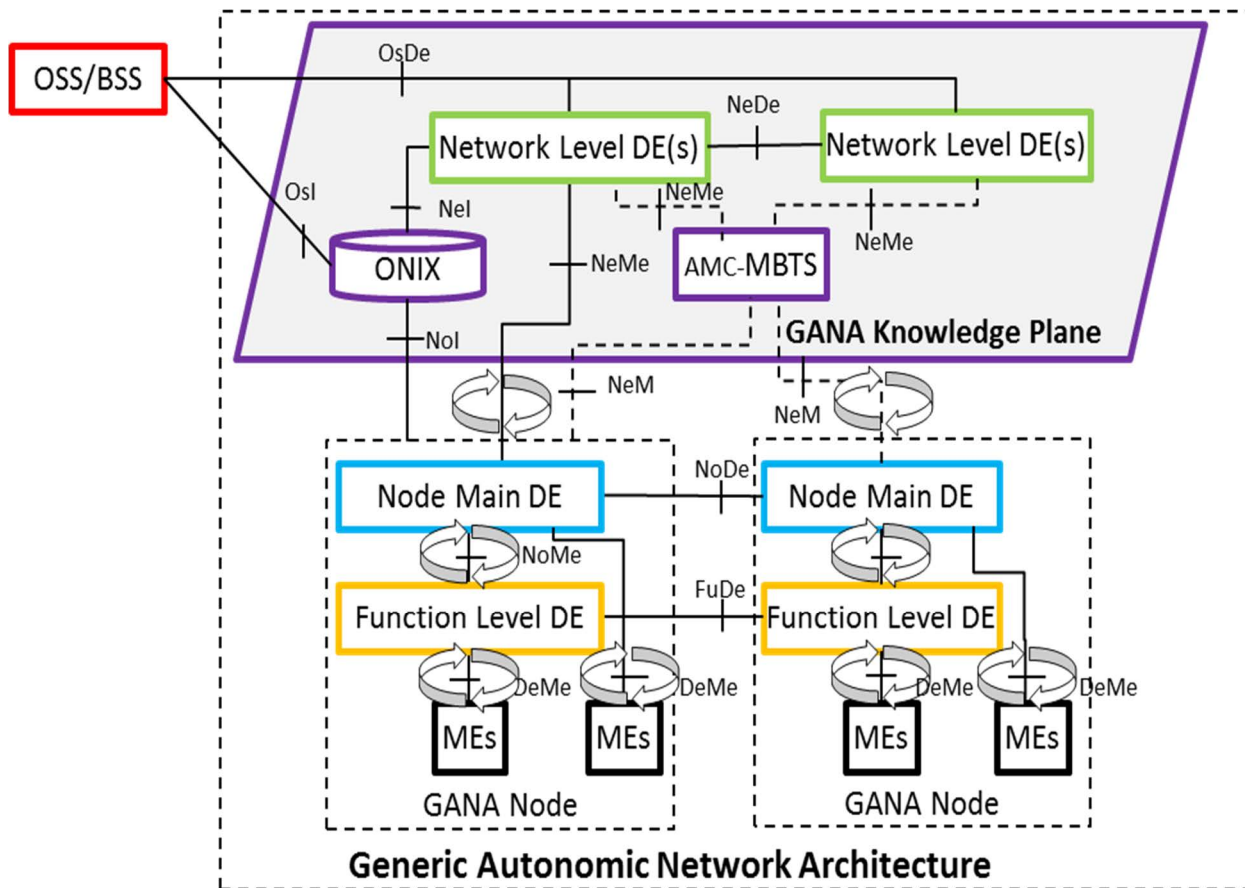 OsDe
OSS/BSS
NeDe
Network Level DE(s)
Network Level DE(s)
OsI
NeI
NeMe
NeMe
ONIX
NeMe
AMC-MBTS
NoI
GANA Knowledge Plane
NeM
NeM
Node Main DE
NoDe
Node Main DE
NoMe
Function Level DE
FuDe
Function Level DE
DeMe
DeMe
DeMe
DeMe
MEs
MEs
MEs
MEs
GANA Node
GANA Node
Generic Autonomic Network Architecture